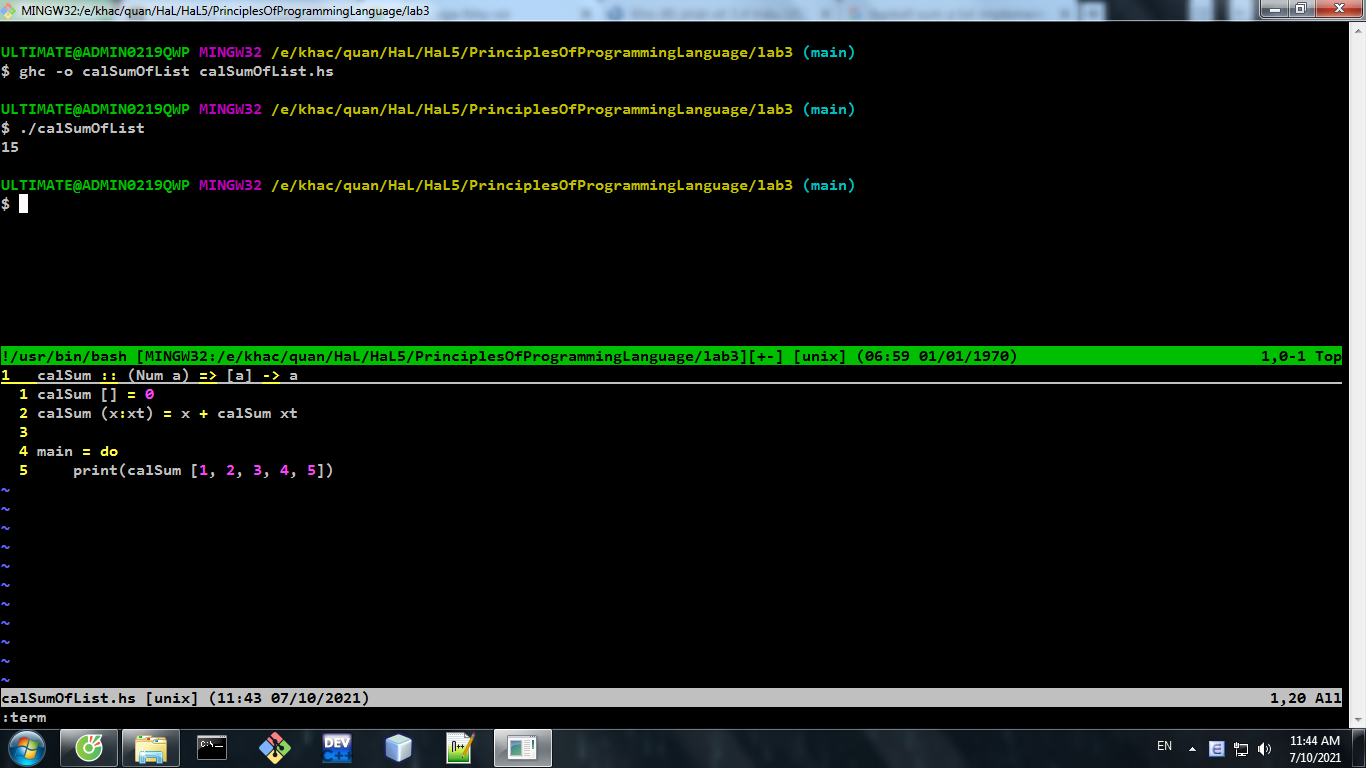 MINGW32:/e/khac/quan/HaL/HaL5/PrinciplesOfProgrammingLanguage/lab3
ULTIMATE@ADMIN0219QWP MINGW32 /e/khac/quan/HaL/HaL5/PrinciplesOfProgrammingLanguage/lab3 (main)
$ ghc -o calSumOfList calSumOfList.hs
ULTIMATE@ADMIN0219QWP MINGW32 /e/khac/quan/HaL/HaL5/PrinciplesOfProgrammingLanguage/lab3 (main)
$ ./calSumOfList
15
ULTIMATE@ADMIN0219QWP MINGW32 /e/khac/quan/HaL/HaL5/PrinciplesOfProgrammingLanguage/lab3 (main)
$
!/usr/bin/bash [MINGW32:/e/khac/quan/HaL/HaL5/PrinciplesOfProgrammingLanguage/lab3][+-] [unix] (06:59 01/01/1970) 1,0-1 Top
1 calSum :: (Num a) => [a] -> a
1 calSum [] = 0
2 calSum (x:xt) = x + calSum xt
3
4 main = do
5 print(calSum [1, 2, 3, 4, 5])
~
~
~
~
~
~
~
~
~
~
~
calSumOfList.hs [unix] (11:43 07/10/2021) 1,20 All
:term
C:\
DEV
C++
EN
11:44 AM
7/10/2021